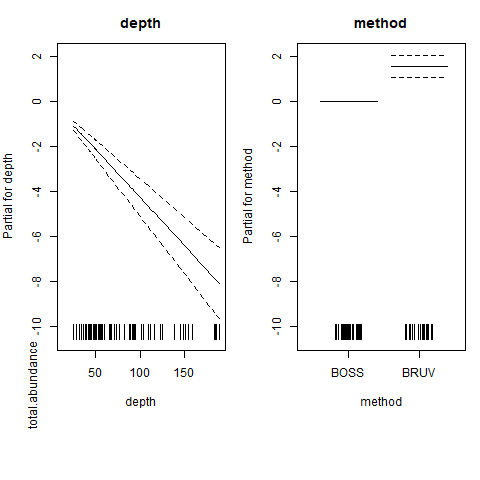 depth
Partial for depth
2
0
-2
-4
-6
-8
-10
50
100
150
depth
total.abundance
method
Partial for method
2
0
-2
-4
-6
-8
-10
BOSS
BRUV
method